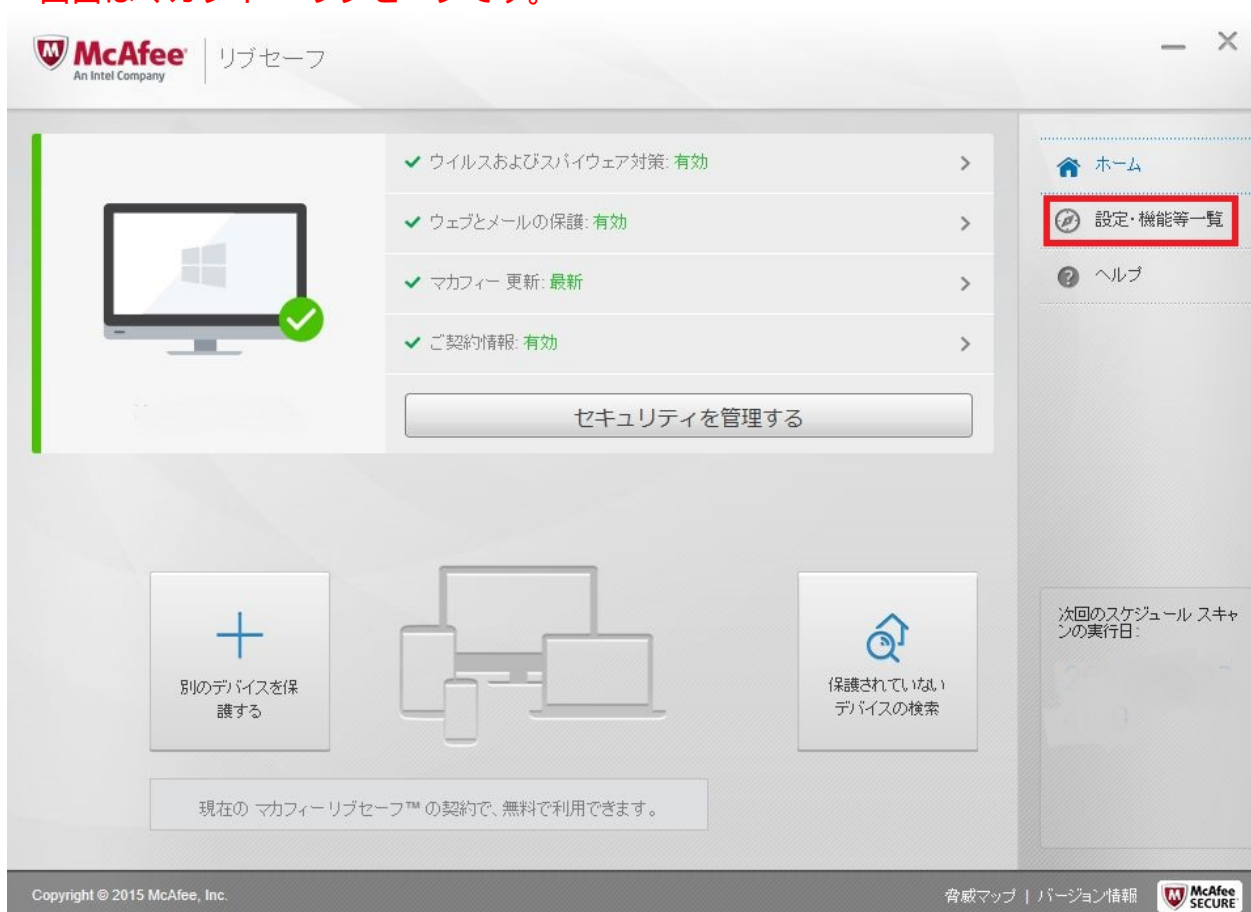 画面はマカフィー リブセーフです。
McAfee
An Intel Company
リブセーフ
ウイルスおよびスパイウェア対策: 有効
ウェブとメールの保護: 有効
マカフィー 更新: 最新
ご契約情報: 有効
セキュリティを管理する
ホーム
設定・機能等一覧
ヘルプ
別のデバイスを保
護する
保護されていない
デバイスの検索
次回のスケジュール スキャ
ンの実行日:
現在の マカフィー リブセーフ™ の契約で、無料で利用できます。
Copyright © 2015 McAfee, Inc.
脅威マップ | バージョン情報
McAfee
SECURE